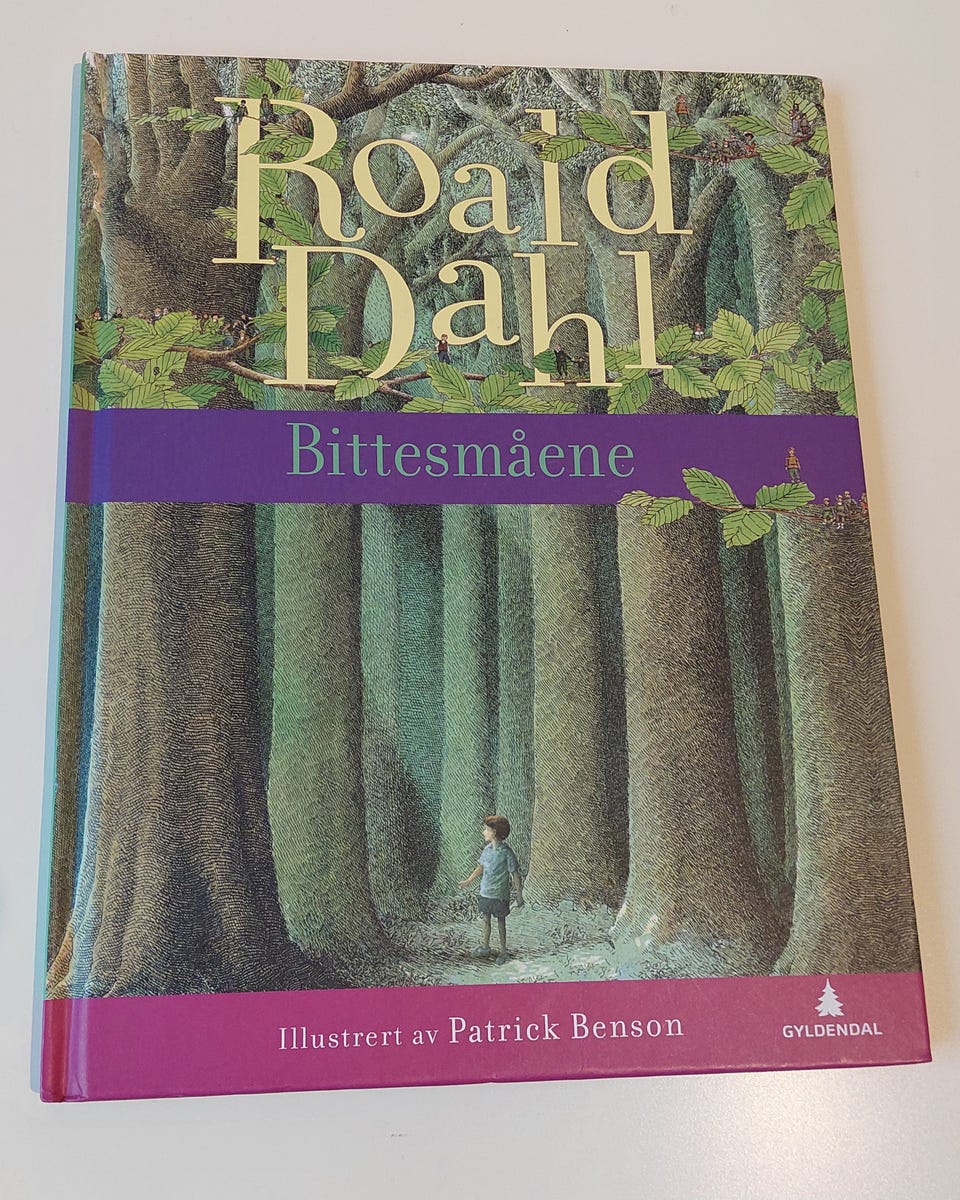 Roald
Dahl
Bittesmåene
Illustrert av Patrick Benson
GYLDENDAL